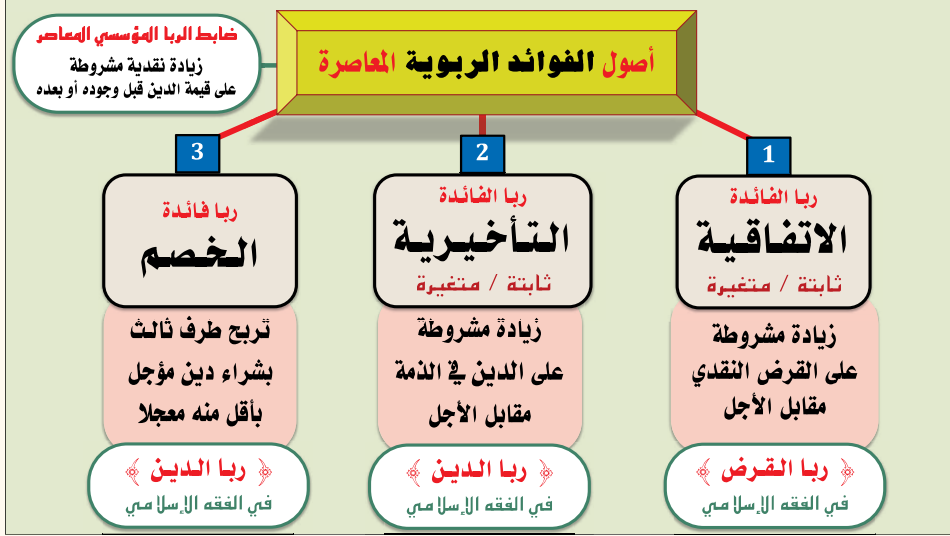 أصول الفوائد الربوية المعاصرة
ضابط الربا المؤسسي المعاصر
زيادة نقدية مشروطة
على قيمة الدين قبل وجوده أو بعده
1
ربا الفائدة
الاتفاقية
ثابتة / متغيرة
زيادة مشروطة
على القرض النقدي
مقابل الأجل
﴿ ربا القرض ﴾
في الفقه الإسلامي
2
ربا الفائدة
التأخيرية
ثابتة / متغيرة
زيادة مشروطة
على الدين في الذمة
مقابل الأجل
﴿ ربا الدين ﴾
في الفقه الإسلامي
3
ربا فائدة
الخصم
تربح طرف ثالث
بشراء دين مؤجل
بأقل منه معجلا
﴿ ربا الدين ﴾
في الفقه الإسلامي